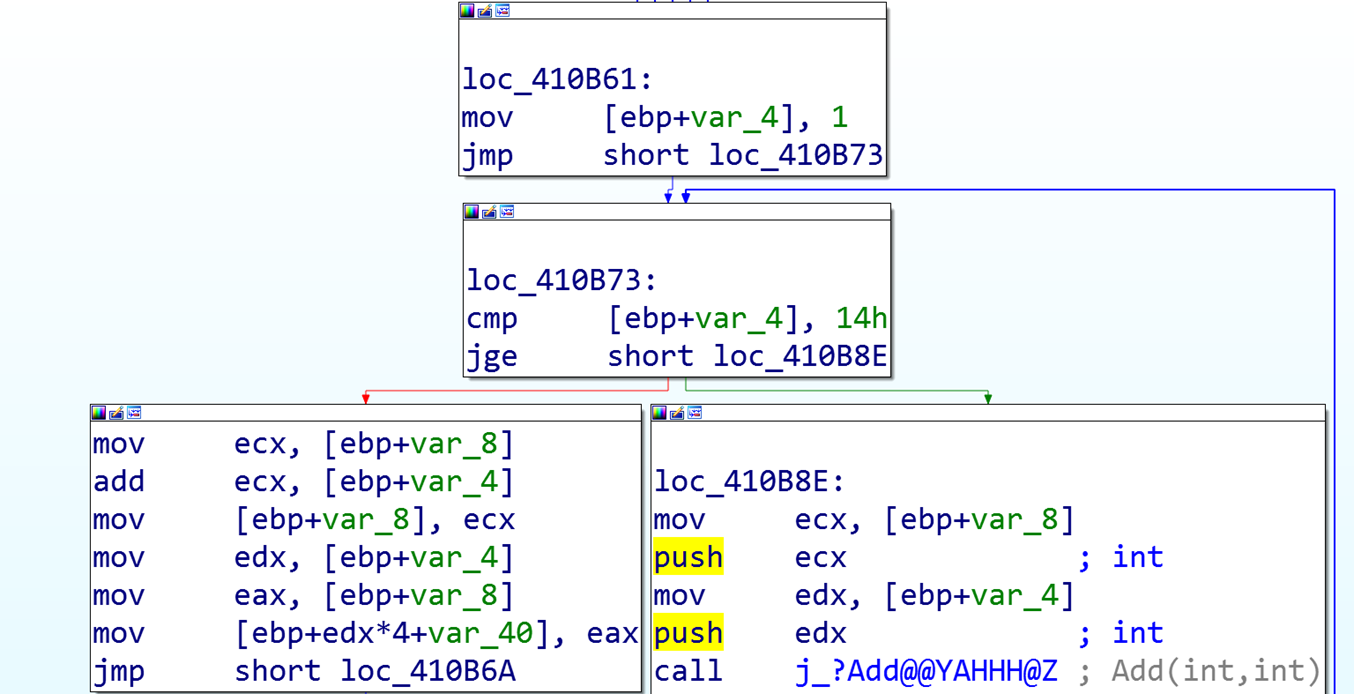 loc_410B61:
mov [ebp+var_4], 1
jmp short loc_410B73
loc_410B73:
cmp [ebp+var_4], 14h
jge short loc_410B8E
mov ecx, [ebp+var_8]
add ecx, [ebp+var_4]
mov [ebp+var_8], ecx
mov edx, [ebp+var_4]
mov eax, [ebp+var_8]
mov [ebp+edx*4+var_40], eax
jmp short loc_410B6A
loc_410B8E:
mov ecx, [ebp+var_8]
push ecx ; int
mov edx, [ebp+var_4]
push edx ; int
call j_?Add@@YAHHH@Z ; Add(int,int)